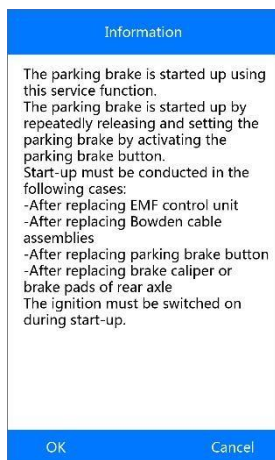 Information
The parking brake is started up using
this service function.
The parking brake is started up by
repeatedly releasing and setting the
parking brake by activating the
parking brake button.
Start-up must be conducted in the
following cases:
-After replacing EMF control unit
-After replacing Bowden cable
assemblies
-After replacing parking brake button
-After replacing brake caliper or
brake pads of rear axle
The ignition must be switched on
during start-up.
OK
Cancel